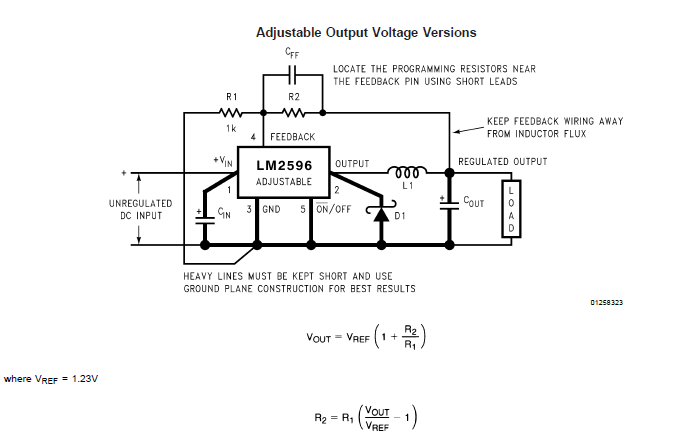 Adjustable Output Voltage Versions
CFF
LOCATE THE PROGRAMMING RESISTORS NEAR
THE FEEDBACK PIN USING SHORT LEADS
R1
R2
1k
4 FEEDBACK
KEEP FEEDBACK WIRING AWAY
FROM INDUCTOR FLUX
+VIN
LM2596
ADJUSTABLE
OUTPUT
REGULATED OUTPUT
+
1
2
L1
UNREGULATED
DC INPUT
+
CIN
3 GND
5 ON/OFF
D1
+
COUT
LOAD
-
HEAVY LINES MUST BE KEPT SHORT AND USE
GROUND PLANE CONSTRUCTION FOR BEST RESULTS
01258323
VOUT = VREF (1 + R2/R1)
where VREF = 1.23V
R2 = R1 (VOUT/VREF - 1)